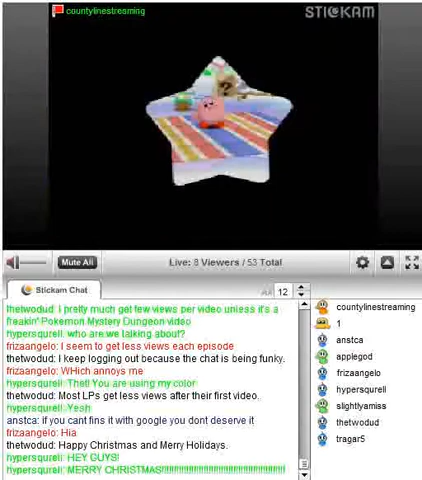 countylinestreaming
STICKAM
Mute All
Live: 8 Viewers / 53 Total
Stickam Chat
AA 12
thetwodud: I pretty much get few views per video unless it's a
freakin' Pokemon Mystery Dungeon video
hypersqurell: who are we talking about?
frizaangelo: I seem to get less views each episode
thetwodud: I keep logging out because the chat is being funky.
frizaangelo: WHich annoys me
hypersqurell: Thet! You are using my color
thetwodud: Most LPs get less views after their first video.
hypersqurell: Yeah
anstca: if you cant fins it with google you dont deserve it
frizaangelo: Hia
thetwodud: Happy Christmas and Merry Holidays.
hypersqurell: HEY GUYS!
countylinestreaming
1
anstca
applegod
frizaangelo
hypersqurell
slightlyamiss
thetwodud
tragar5